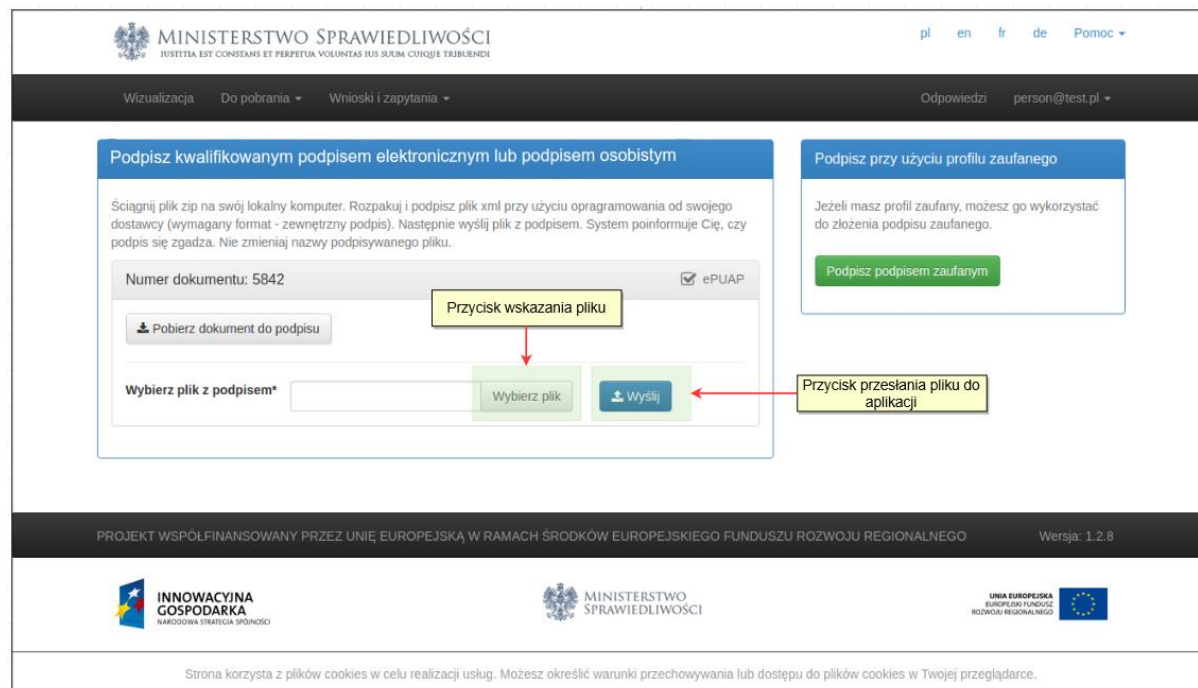 MINISTERSTWO SPRAWIEDLIWOŚCI
IUSTITIA EST CONSTANS ET PERPETUA VOLUNTAS IUS SUUM CUIQUE TRIBUENDI
pl en fr de Pomoc
Wizualizacja Do pobrania Wnioski i zapytania
Odpowiedzi person@test.pl
Podpisz kwalifikowanym podpisem elektronicznym lub podpisem osobistym
Ściągnij plik zip na swój lokalny komputer. Rozpakuj i podpisz plik xml przy użyciu opragramowania od swojego
dostawcy (wymagany format - zewnętrzny podpis). Następnie wyślij plik z podpisem. System poinformuje Cię, czy
podpis się zgadza. Nie zmieniaj nazwy podpisywanego pliku.
Numer dokumentu: 5842
ePUAP
Przycisk wskazania pliku
Pobierz dokument do podpisu
Wybierz plik z podpisem*
Wybierz plik
Wyślij
Przycisk przesłania pliku do
aplikacji
Podpisz przy użyciu profilu zaufanego
Jeżeli masz profil zaufany, możesz go wykorzystać
do złożenia podpisu zaufanego.
Podpisz podpisem zaufanym
PROJEKT WSPÓŁFINANSOWANY PRZEZ UNIĘ EUROPEJSKĄ W RAMACH ŚRODKÓW EUROPEJSKIEGO FUNDUSZU ROZWOJU REGIONALNEGO
Wersja: 1.2.8
INNOWACYJNA
GOSPODARKA
NARODOWA STRATEGIA SPÓJNOŚCI
MINISTERSTWO
SPRAWIEDLIWOŚCI
UNIA EUROPEJSKA
EUROPEJSKI FUNDUSZ
ROZWOJU REGIONALNEGO
Strona korzysta z plików cookies w celu realizacji usług. Możesz określić warunki przechowywania lub dostępu do plików cookies w Twojej przeglądarce.